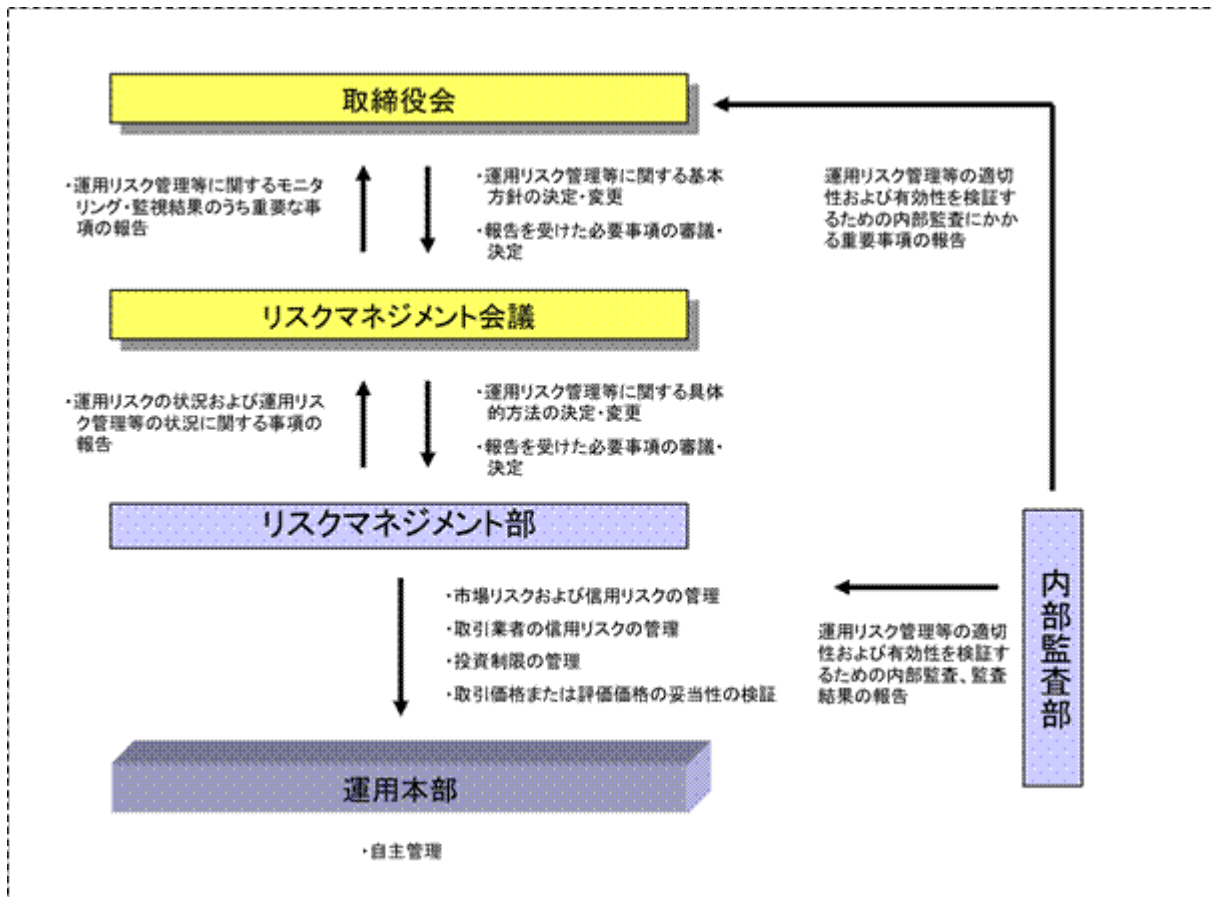 取締役会
・運用リスク管理等に関するモニタ
リング・監視結果のうち重要な事
項の報告
・運用リスク管理等に関する基本
方針の決定・変更
・報告を受けた必要事項の審議・
決定
運用リスク管理等の適切
性および有効性を検証す
るための内部監査にかか
る重要事項の報告
リスクマネジメント会議
・運用リスクの状況および運用リス
ク管理等の状況に関する事項の
報告
・運用リスク管理等に関する具体
的方法の決定・変更
・報告を受けた必要事項の審議・
決定
リスクマネジメント部
・市場リスクおよび信用リスクの管理
・取引業者の信用リスクの管理
・投資制限の管理
・取引価格または評価価格の妥当性の検証
運用リスク管理等の適切
性および有効性を検証す
るための内部監査、監査
結果の報告
内部監査部
運用本部
・自主管理